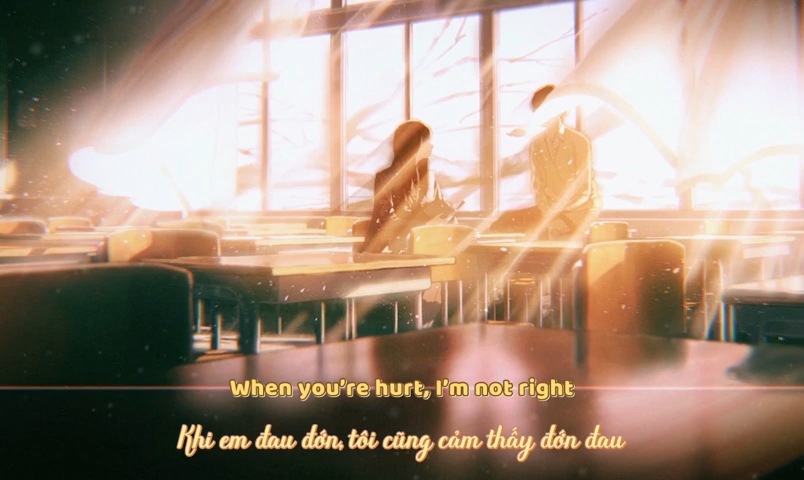 When you're hurt, I'm not right
Khi em đau đớn, tôi cũng cảm thấy đớn đau